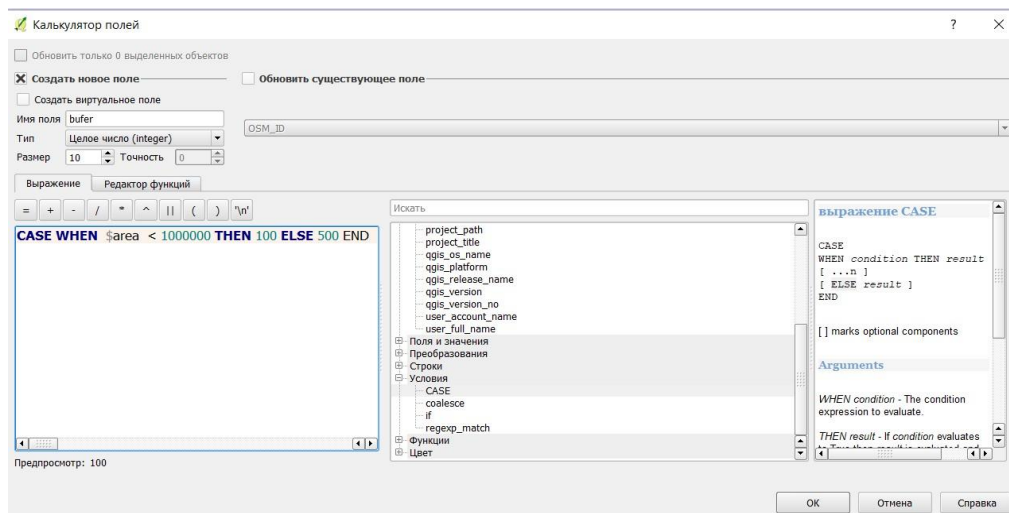 Калькулятор полей
Обновить только 0 выделенных объектов
Создать новое поле
Обновить существующее поле
Создать виртуальное поле
Имя поля bufer
OSM_ID
Тип Целое число (integer)
Размер 10 Точность 0
Выражение Редактор функций
= + - / * ^ || ( ) '\n'
CASE WHEN $area < 1000000 THEN 100 ELSE 500 END
Предпросмотр: 100
Искать
project_path
project_title
qgis_os_name
qgis_platform
qgis_release_name
qgis_version
qgis_version_no
user_account_name
user_full_name
Поля и значения
Преобразования
Строки
Условия
CASE
coalesce
if
regexp_match
Функции
Цвет
выражение CASE
CASE
WHEN condition THEN result
[ ...n ]
[ ELSE result ]
END
[ ] marks optional components
Arguments
WHEN condition - The condition
expression to evaluate.
THEN result - If condition evaluates
OK Отмена Справка